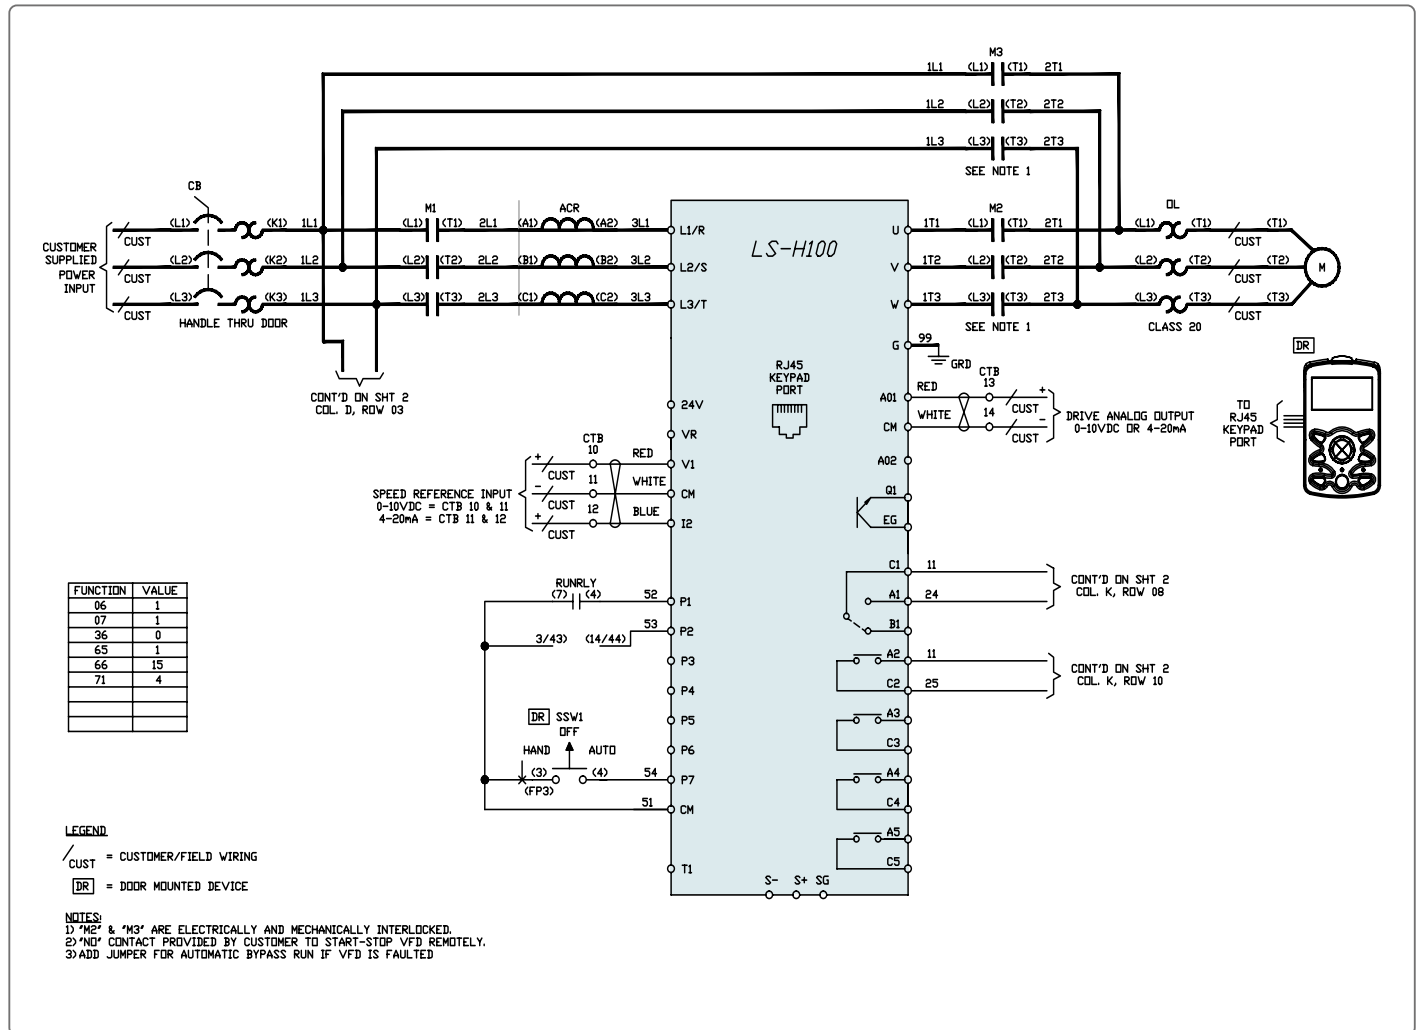 M3
1L1 (L1) (T1) 2T1
1L2 (L2) (T2) 2T2
1L3 (L3) (T3) 2T3
SEE NOTE 1
CB
M1
ACR
LS-H100
M2
OL
(L1) (K1) 1L1 (L1) (T1) 2L1 (A1) (A2) 3L1 L1/R
U 1T1 (L1) (T1) 2T1 (L1) (T1) (T1)
CUST
CUST
CUSTOMER
SUPPLIED
POWER
INPUT
(L2) (K2) 1L2 (L2) (T2) 2L2 (B1) (B2) 3L2 L2/S
V 1T2 (L2) (T2) 2T2 (L2) (T2) (T2)
M
CUST
CUST
(L3) (K3) 1L3 (L3) (T3) 2L3 (C1) (C2) 3L3 L3/T
W 1T3 (L3) (T3) 2T3 (L3) (T3) (T3)
CUST
CUST
HANDLE THRU DOOR
SEE NOTE 1
CLASS 20
G 99
GRD
DR
CONT'D ON SHT 2
COL. D, ROW 03
RJ45
KEYPAD
PORT
24V
VR
CTB
RED 13 +
A01
CUST
WHITE 14 -
CM
CUST
DRIVE ANALOG OUTPUT
0-10VDC OR 4-20mA
TO
RJ45
KEYPAD
PORT
A02
CTB
+ 10 RED V1
CUST
- 11 WHITE CM
CUST
+ 12 BLUE I2
CUST
SPEED REFERENCE INPUT
0-10VDC = CTB 10 & 11
4-20mA = CTB 11 & 12
Q1
EG
C1 11
A1 24
B1
CONT'D ON SHT 2
COL. K, ROW 08
A2 11
C2 25
CONT'D ON SHT 2
COL. K, ROW 10
A3
C3
A4
C4
A5
C5
RUNRLY
(7) (4) 52 P1
3/43) (14/44) 53 P2
P3
P4
P5
P6
DR SSW1
OFF
HAND AUTO
(3) (4) 54 P7
(FP3)
51 CM
T1
S- S+ SG
FUNCTION VALUE
06 1
07 1
36 0
65 1
66 15
71 4
LEGEND
CUST = CUSTOMER/FIELD WIRING
DR = DOOR MOUNTED DEVICE
NOTES:
1) "M2" & "M3" ARE ELECTRICALLY AND MECHANICALLY INTERLOCKED.
2) "NO" CONTACT PROVIDED BY CUSTOMER TO START-STOP VFD REMOTELY.
3) ADD JUMPER FOR AUTOMATIC BYPASS RUN IF VFD IS FAULTED